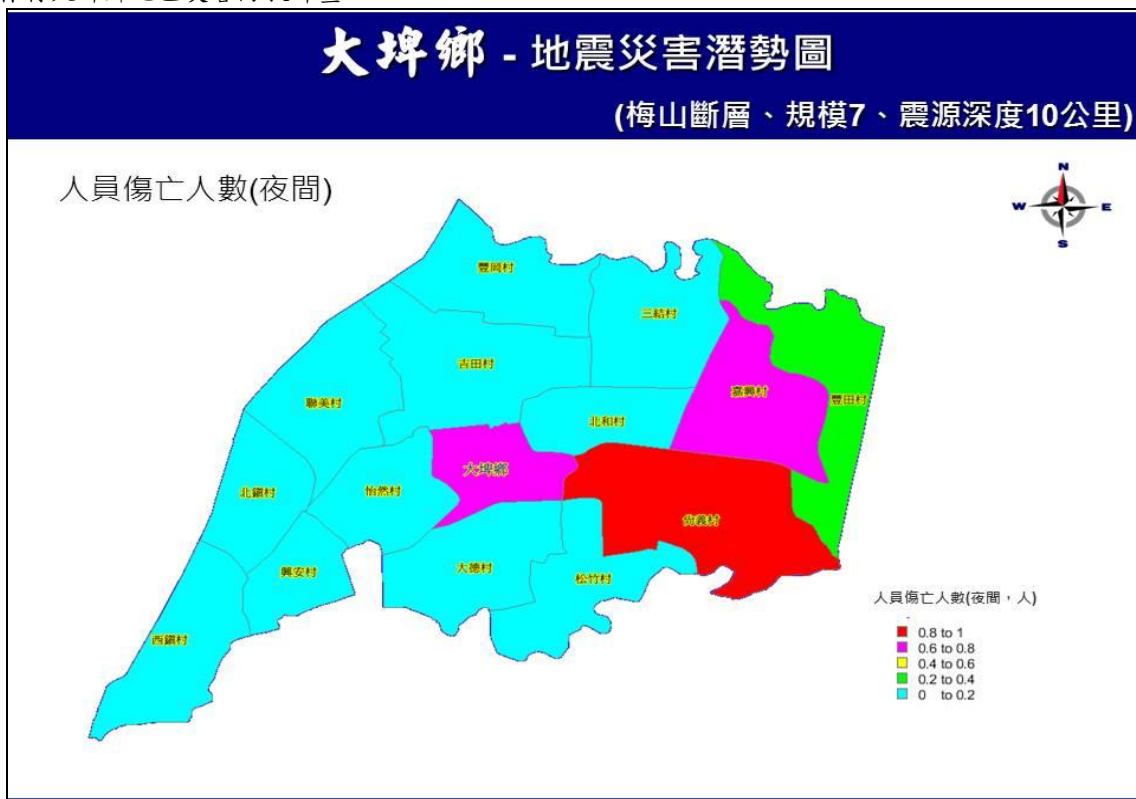 大埤鄉 - 地震災害潛勢圖
(梅山斷層、規模7、震源深度10公里)
人員傷亡人數(夜間)
N
W E
S
豐岡村
三結村
吉田村
嘉興村
豐田村
聯美村
北和村
大埤鄉
北鎮村
怡然村
尚義村
興安村
大德村
松竹村
西鎮村
人員傷亡人數(夜間，人)
0.8 to 1
0.6 to 0.8
0.4 to 0.6
0.2 to 0.4
0 to 0.2